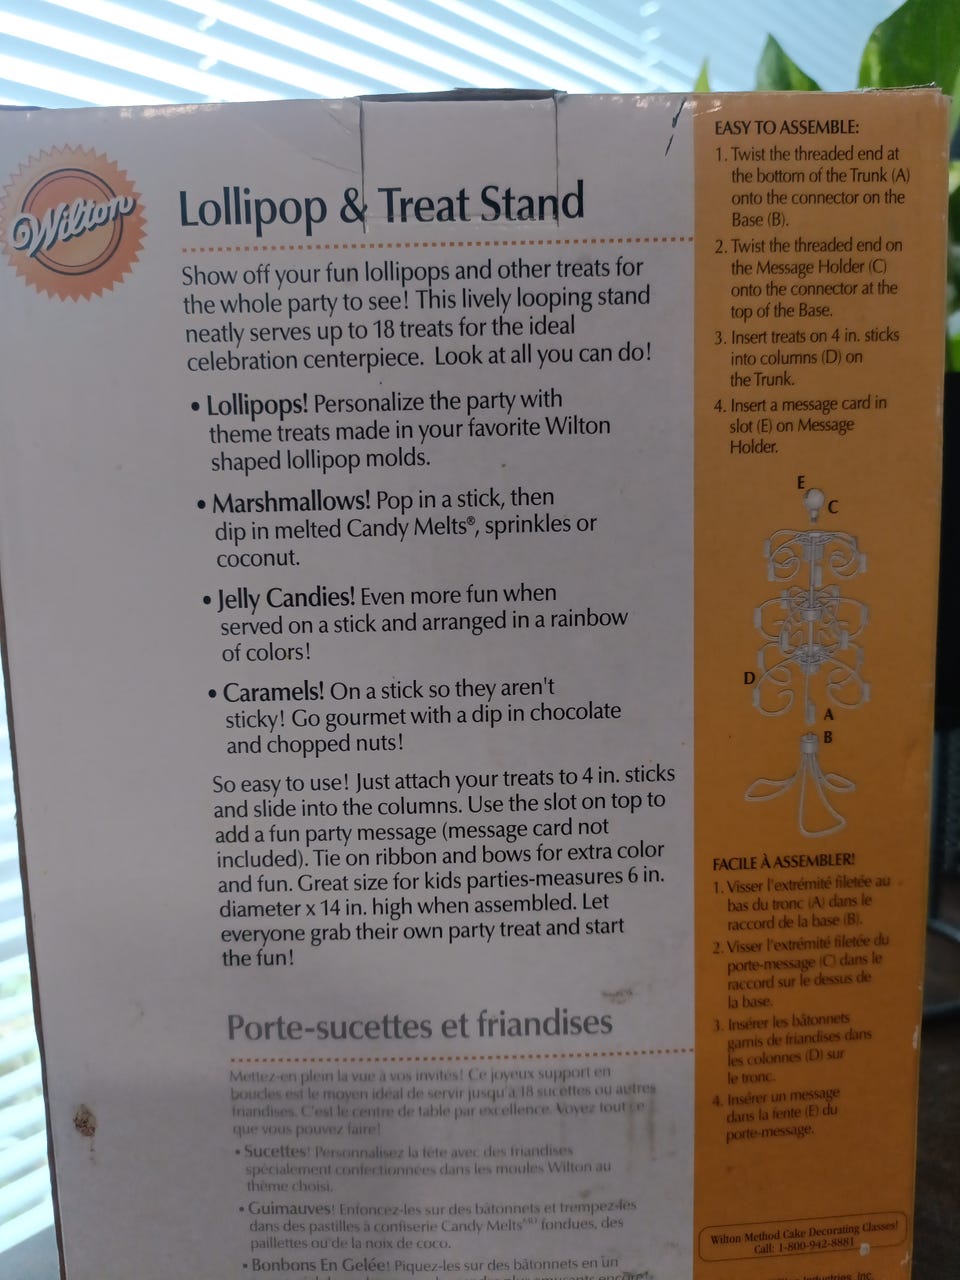 Wilton
Lollipop & Treat Stand
Show off your fun lollipops and other treats for
the whole party to see! This lively looping stand
neatly serves up to 18 treats for the ideal
celebration centerpiece. Look at all you can do!
• Lollipops! Personalize the party with
theme treats made in your favorite Wilton
shaped lollipop molds.
• Marshmallows! Pop in a stick, then
dip in melted Candy Melts®, sprinkles or
coconut.
• Jelly Candies! Even more fun when
served on a stick and arranged in a rainbow
of colors!
• Caramels! On a stick so they aren't
sticky! Go gourmet with a dip in chocolate
and chopped nuts!
So easy to use! Just attach your treats to 4 in. sticks
and slide into the columns. Use the slot on top to
add a fun party message (message card not
included). Tie on ribbon and bows for extra color
and fun. Great size for kids parties-measures 6 in.
diameter x 14 in. high when assembled. Let
everyone grab their own party treat and start
the fun!
Porte-sucettes et friandises
Mettez-en plein la vue à vos invités! Ce joyeux support en
boucles est le moyen idéal de servir jusqu'à 18 sucettes ou autres
friandises. C'est le centre de table par excellence. Voyez tout ce
que vous pouvez faire!
• Sucettes! Personnalisez la fête avec des friandises
spécialement confectionnées dans les moules Wilton au
thème choisi.
• Guimauves! Enfoncez-les sur des bâtonnets et trempez-les
dans des pastilles à confiserie Candy Melts MD fondues, des
paillettes ou de la noix de coco.
• Bonbons En Gelée! Piquez-les sur des bâtonnets en un
EASY TO ASSEMBLE:
1. Twist the threaded end at
the bottom of the Trunk (A)
onto the connector on the
Base (B).
2. Twist the threaded end on
the Message Holder (C)
onto the connector at the
top of the Base.
3. Insert treats on 4 in. sticks
into columns (D) on
the Trunk.
4. Insert a message card in
slot (E) on Message
Holder.
E
C
D
A
B
FACILE À ASSEMBLER!
1. Visser l'extrémité filetée au
bas du tronc (A) dans le
raccord de la base (B).
2. Visser l'extrémité filetée du
porte-message (C) dans le
raccord sur le dessus de
la base.
3. Insérer les bâtonnets
garnis de friandises dans
les colonnes (D) sur
le tronc.
4. Insérer un message
dans la fente (E) du
porte-message.
Wilton Method Cake Decorating Classes!
Call: 1-800-942-8881
Industries, Inc.